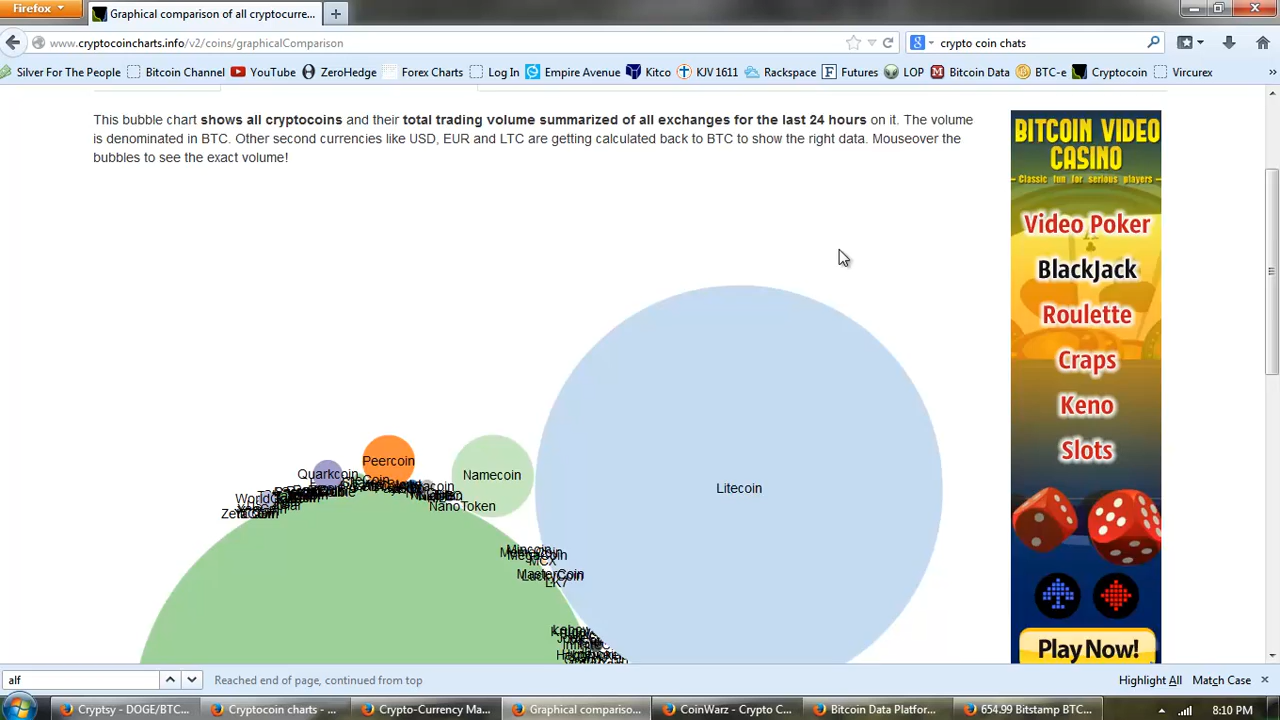 Firefox
Graphical comparison of all cryptocurre...
www.cryptocoincharts.info/v2/coins/graphicalComparison
crypto coin chats
Silver For The People
Bitcoin Channel
YouTube
ZeroHedge
Forex Charts
Log In
Empire Avenue
Kitco
KJV 1611
Rackspace
Futures
LOP
Bitcoin Data
BTC-e
Cryptocoin
Vircurex
This bubble chart shows all cryptocoins and their total trading volume summarized of all exchanges for the last 24 hours on it. The volume
is denominated in BTC. Other second currencies like USD, EUR and LTC are getting calculated back to BTC to show the right data. Mouseover the
bubbles to see the exact volume!
BITCOIN VIDEO
CASINO
Classic fun for serious players
Video Poker
BlackJack
Roulette
Craps
Keno
Slots
Play Now!
Peercoin
Quarkcoin
Namecoin
Litecoin
NanoToken
Mincoin
MegaCoin
MCX
MasterCoin
LK7
alf
Reached end of page, continued from top
Highlight All
Match Case
Cryptsy - DOGE/BTC...
Cryptocoin charts - ...
Crypto-Currency Ma...
Graphical compariso...
CoinWarz - Crypto C...
Bitcoin Data Platfor...
654.99 Bitstamp BTC...
8:10 PM